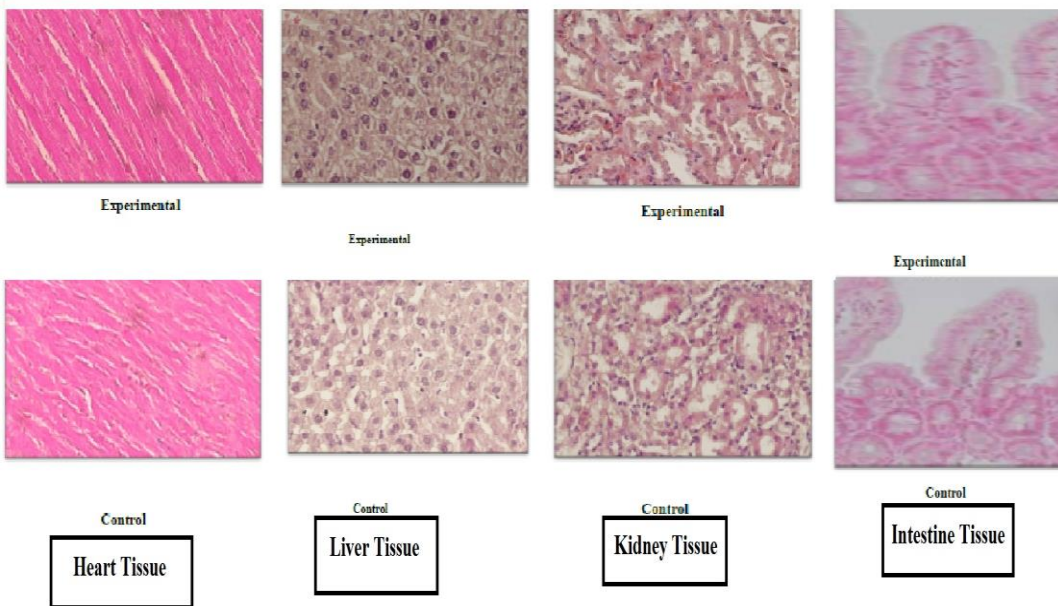 Experimental
Experimental
Experimental
Experimental
Control
Control
Control
Control
Heart Tissue
Liver Tissue
Kidney Tissue
Intestine Tissue